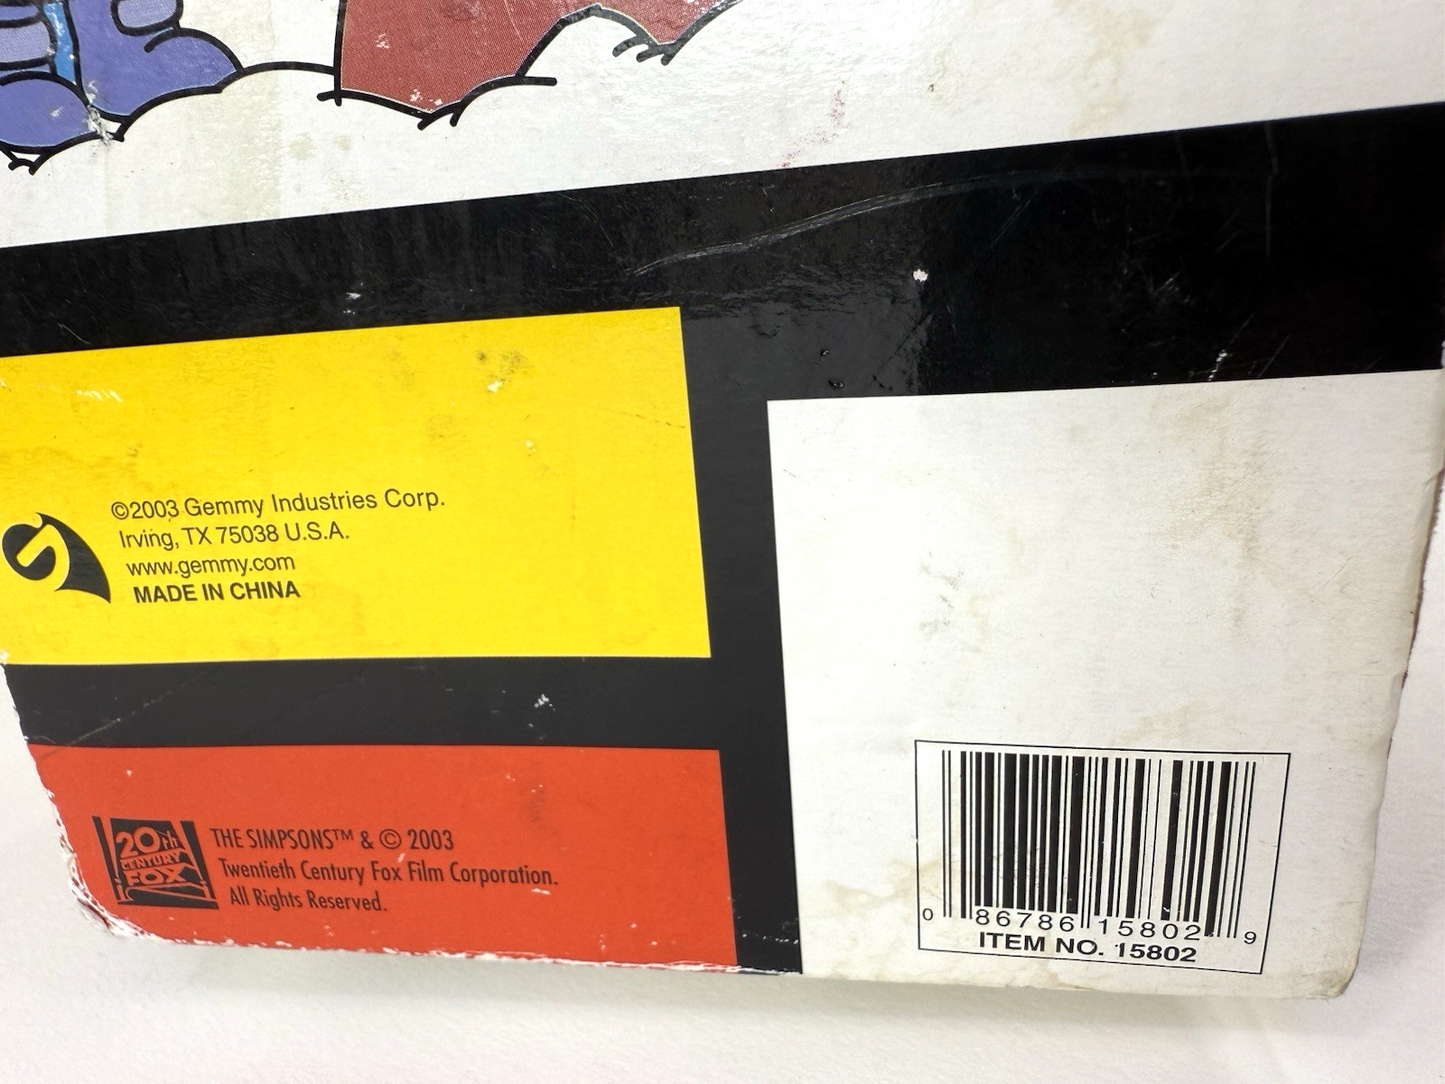 ©2003 Gemmy Industries Corp.
Irving, TX 75038 U.S.A.
www.gemmy.com
MADE IN CHINA
20th
CENTURY
FOX
THE SIMPSONS™ & © 2003
Twentieth Century Fox Film Corporation.
All Rights Reserved.
0 86786 15802 9
ITEM NO. 15802